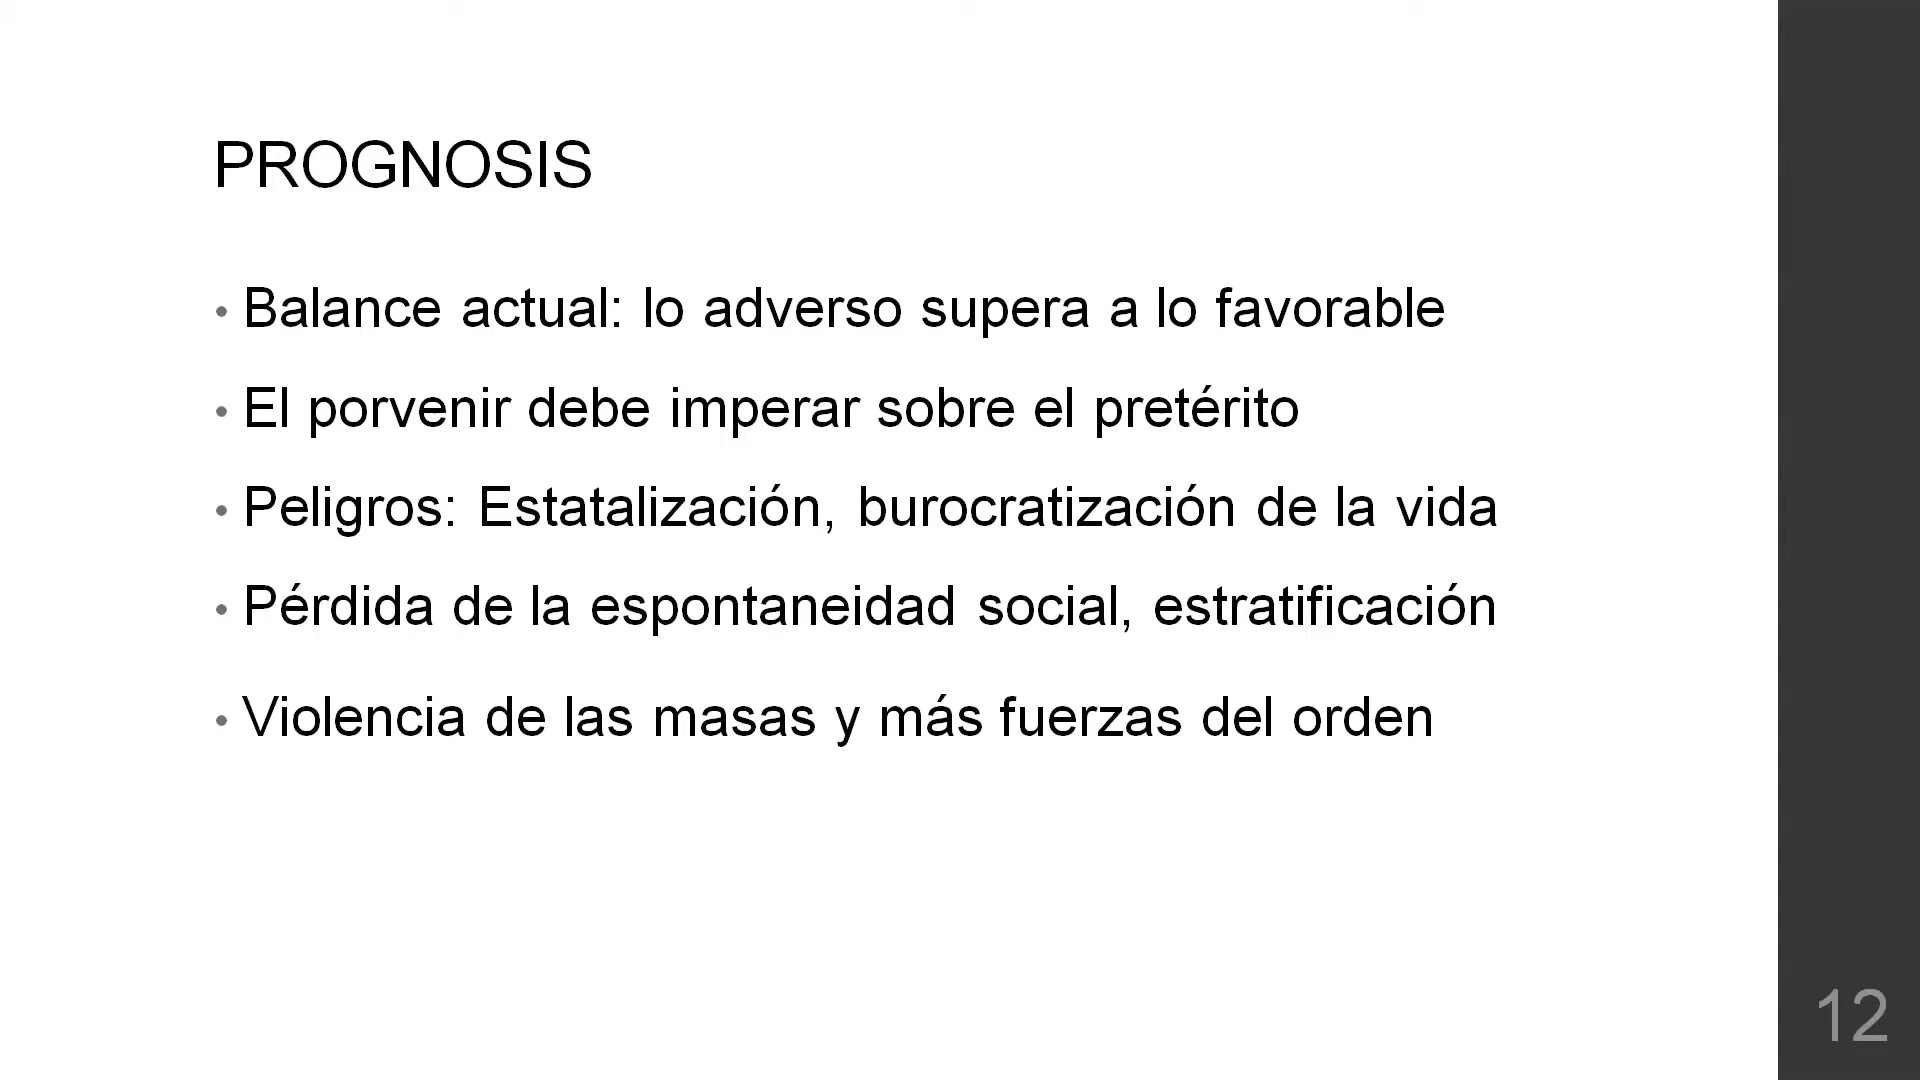 PROGNOSIS
• Balance actual: lo adverso supera a lo favorable
• El porvenir debe imperar sobre el pretérito
• Peligros: Estatalización, burocratización de la vida
• Pérdida de la espontaneidad social, estratificación
• Violencia de las masas y más fuerzas del orden
12